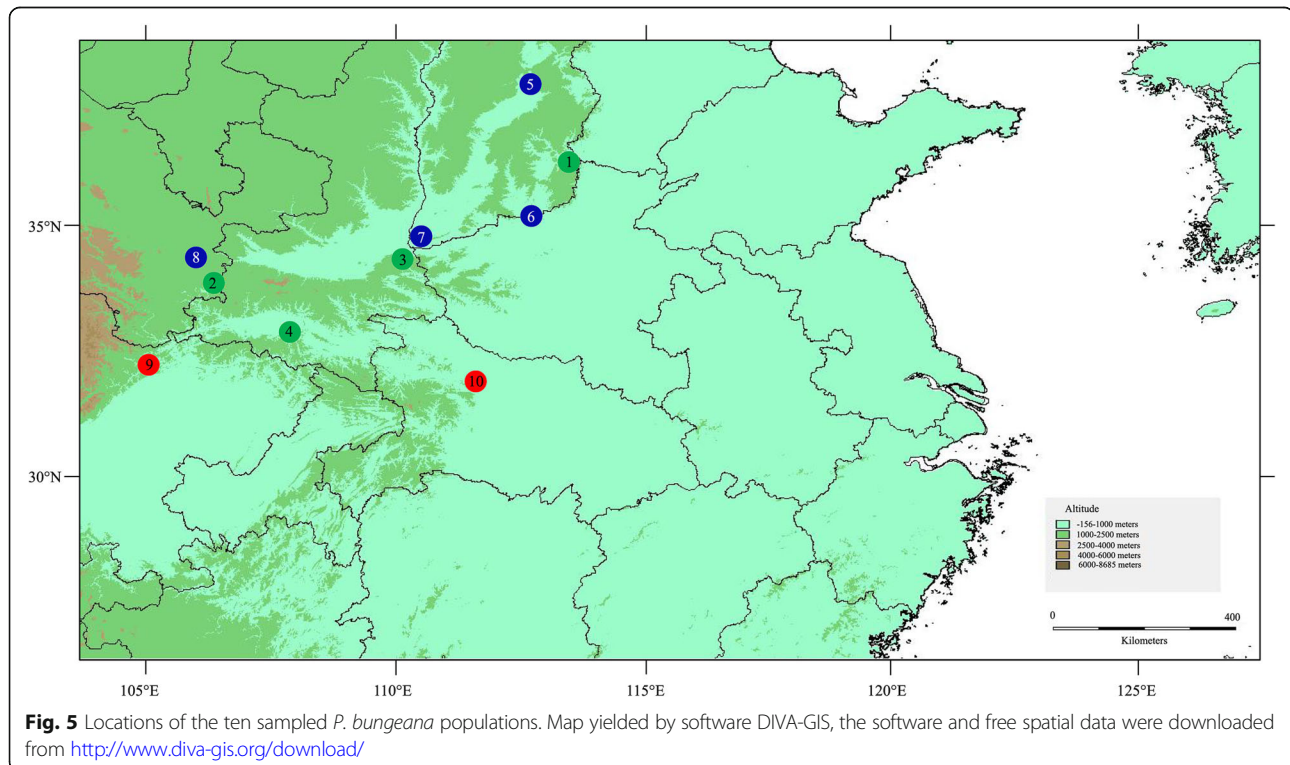 5
1
35°N
6
7
8
3
2
4
9
10
30°N
Altitude
-156-1000 meters
1000-2500 meters
2500-4000 meters
4000-6000 meters
6000-8685 meters
0 400
Kilometers
105°E 110°E 115°E 120°E 125°E
Fig. 5 Locations of the ten sampled P. bungeana populations. Map yielded by software DIVA-GIS, the software and free spatial data were downloaded
from http://www.diva-gis.org/download/